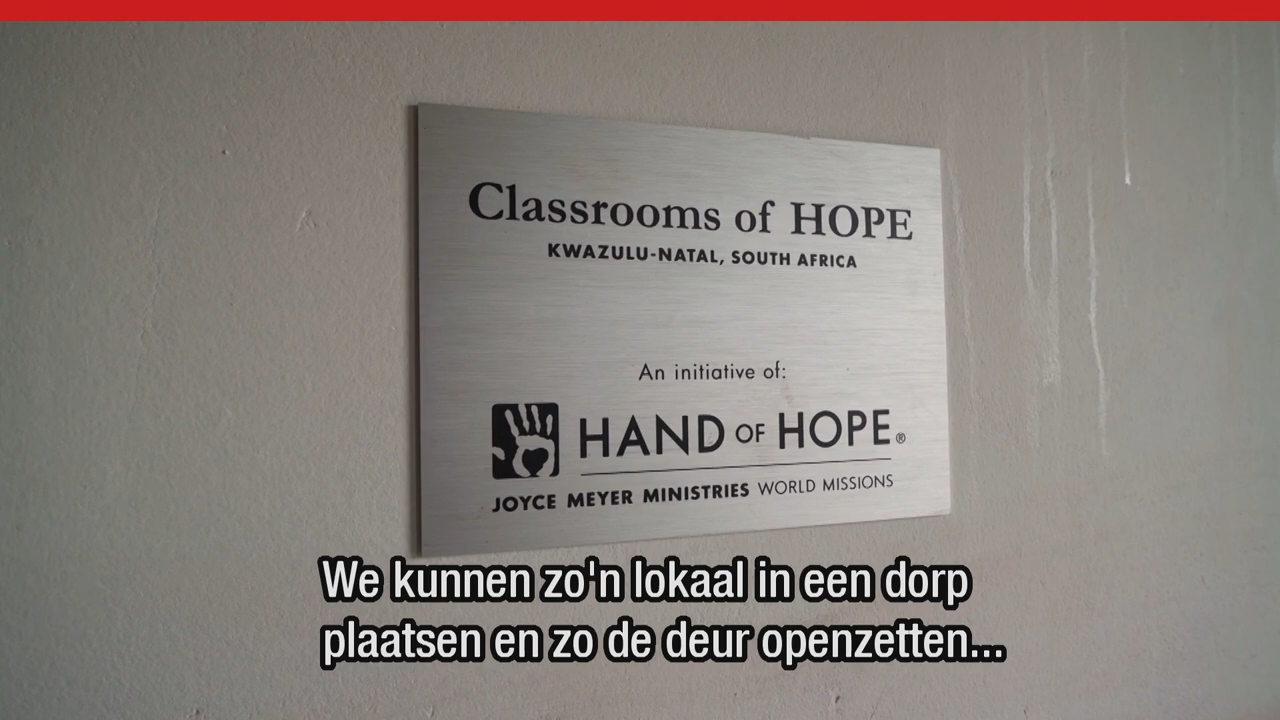 Classrooms of HOPE
KWAZULU-NATAL, SOUTH AFRICA
An initiative of:
HAND OF HOPE®
JOYCE MEYER MINISTRIES WORLD MISSIONS
We kunnen zo'n lokaal in een dorp
plaatsen en zo de deur openzetten...